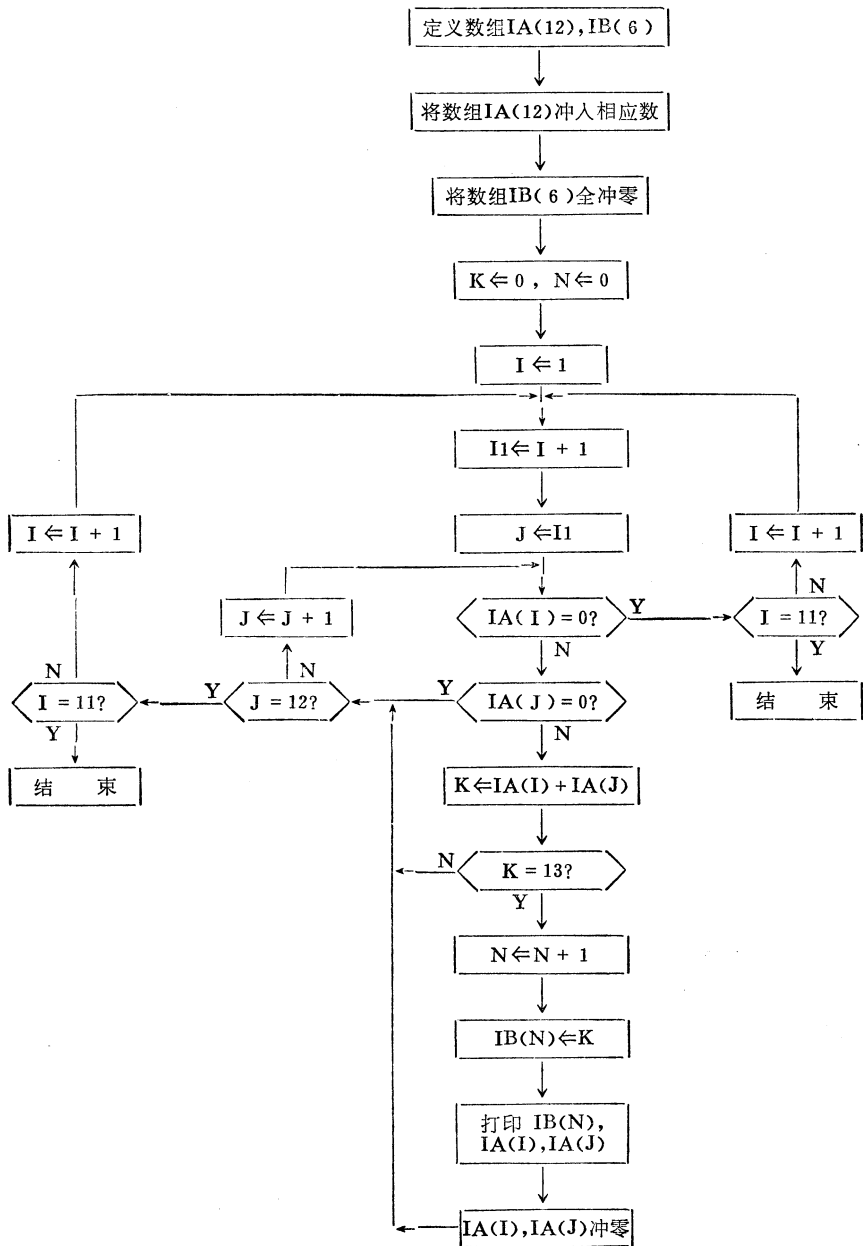 定义数组IA(12),IB(6)
将数组IA(12)冲入相应数
将数组IB(6)全冲零
K⇐0, N⇐0
I⇐1
I1⇐I+1
J⇐I1
I⇐I+1
I⇐I+1
J⇐J+1
IA(I)=0?
Y
I=11?
N
Y
N
结 束
IA(J)=0?
Y
J=12?
N
Y
I=11?
N
Y
结 束
N
K⇐IA(I)+IA(J)
K=13?
N
Y
N⇐N+1
IB(N)⇐K
打印 IB(N),
IA(I),IA(J)
IA(I),IA(J)冲零